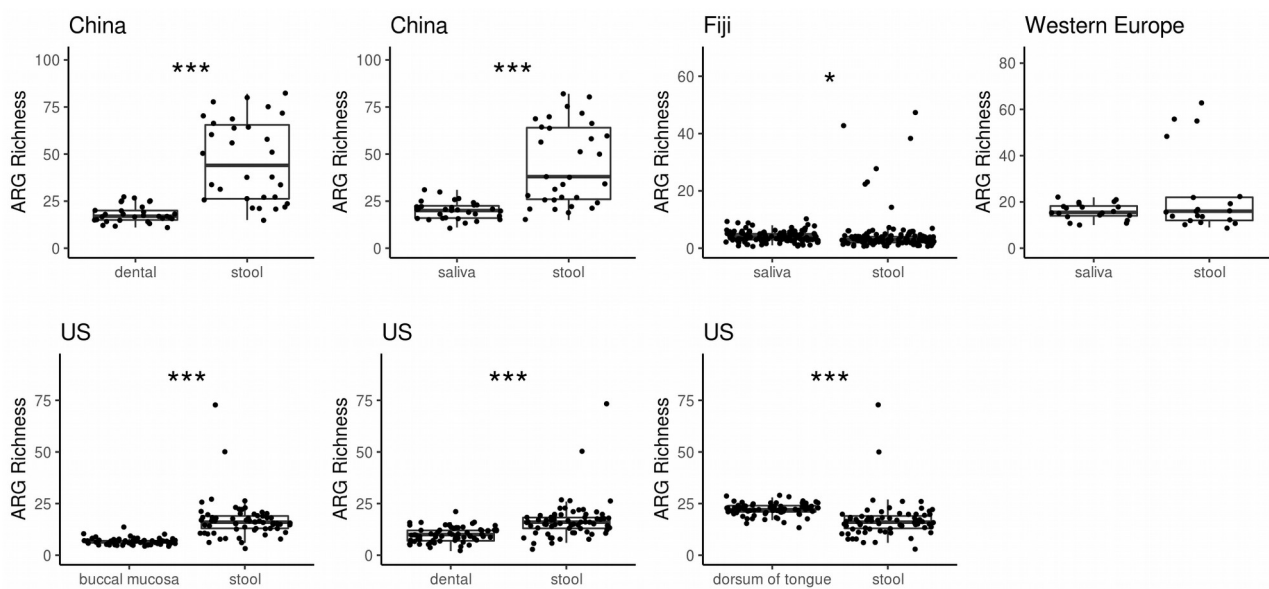 China
China
Fiji
Western Europe
ARG Richness
100
75
50
25
0
***
dental
stool
ARG Richness
100
75
50
25
0
***
saliva
stool
ARG Richness
60
40
20
0
*
saliva
stool
ARG Richness
80
60
40
20
0
saliva
stool
US
US
US
ARG Richness
75
50
25
0
***
buccal mucosa
stool
ARG Richness
75
50
25
0
***
dental
stool
ARG Richness
75
50
25
0
***
dorsum of tongue
stool